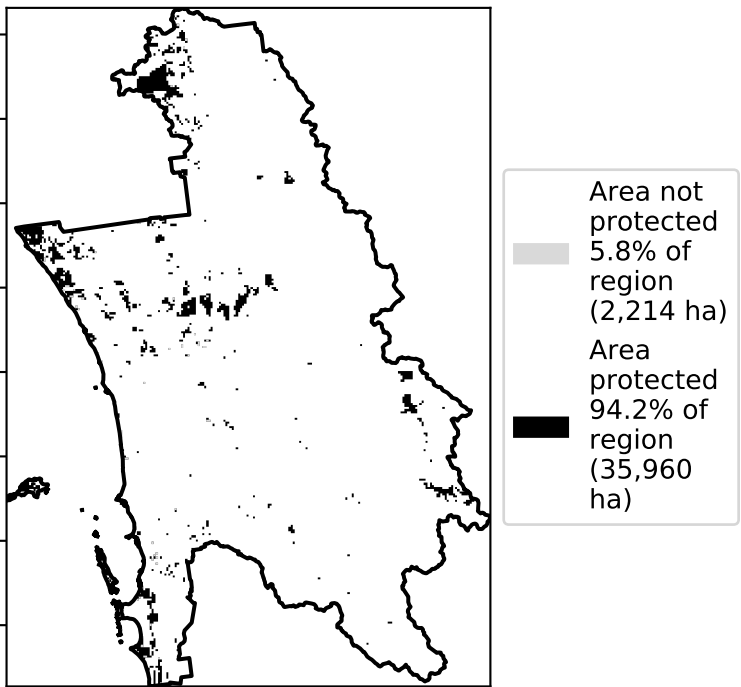 Area not
protected
5.8% of
region
(2,214 ha)
Area
protected
94.2% of
region
(35,960
ha)